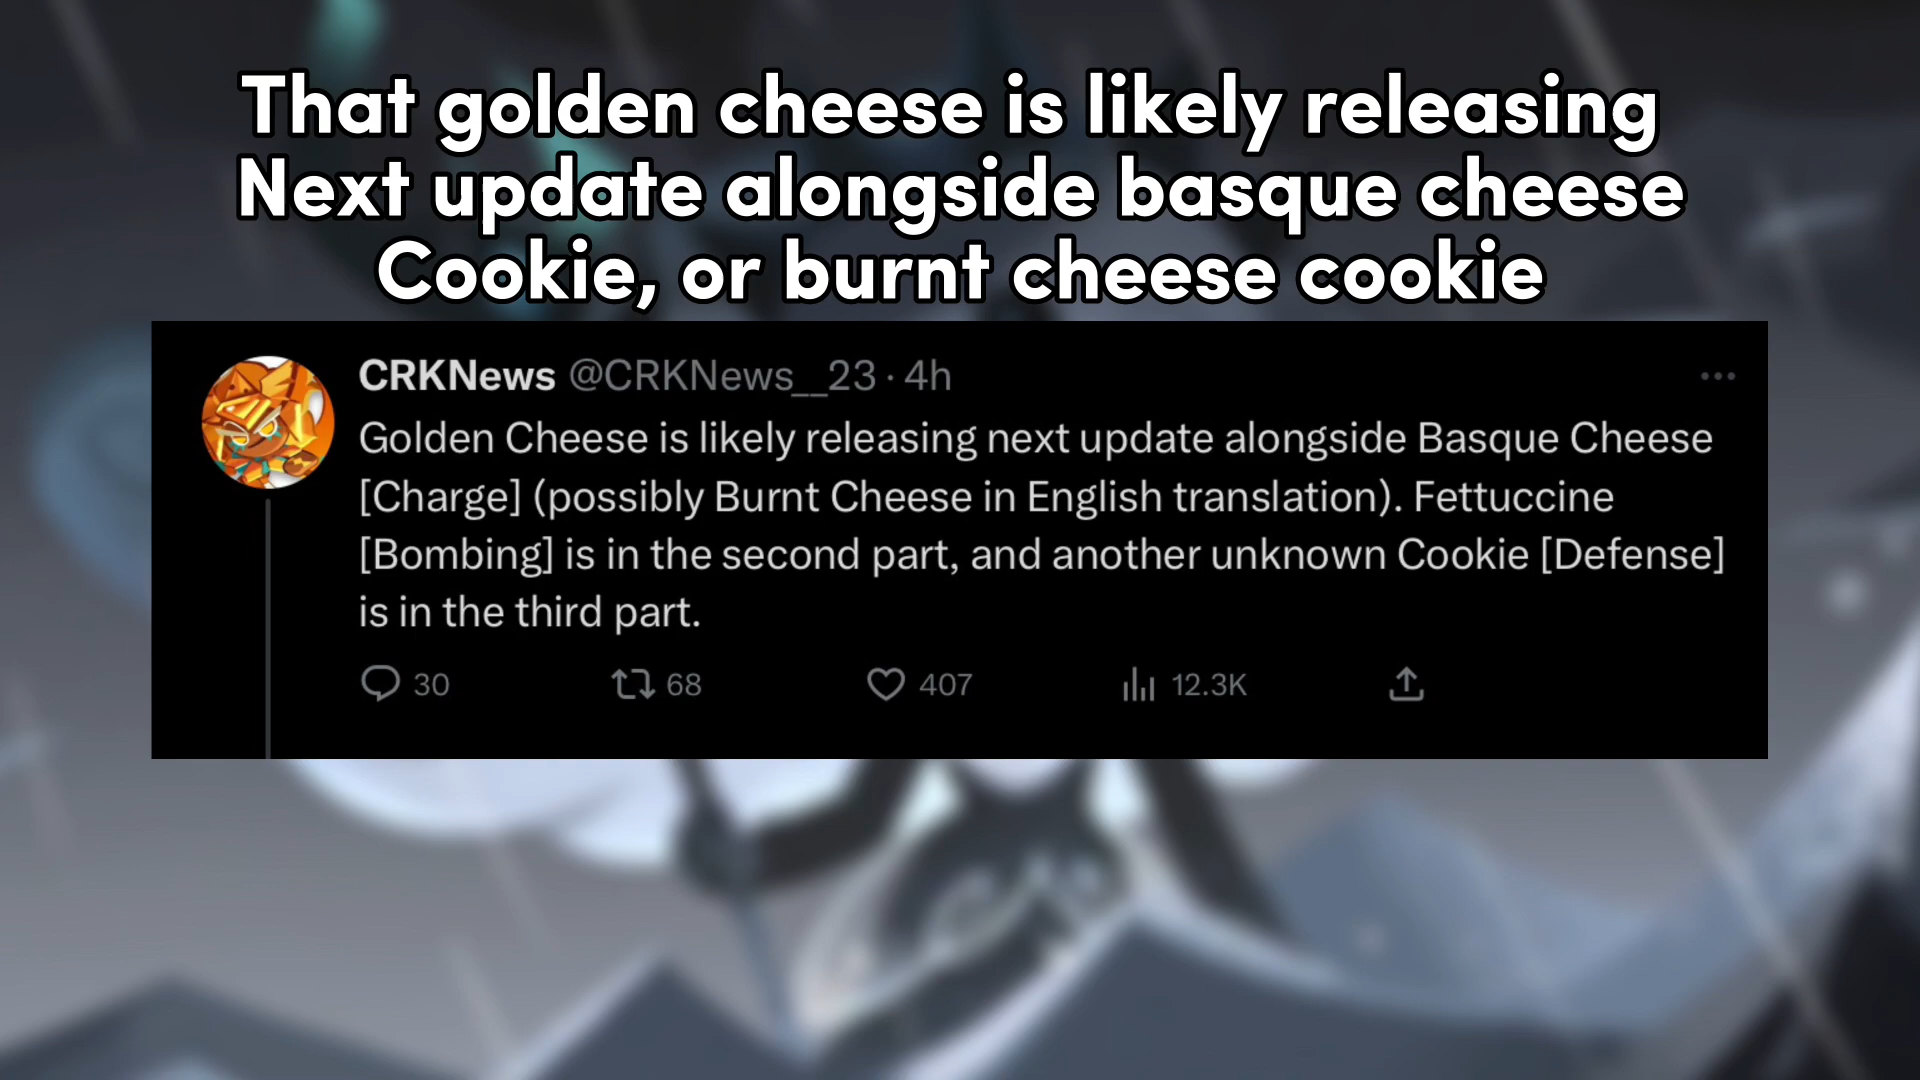 That golden cheese is likely releasing
Next update alongside basque cheese
Cookie, or burnt cheese cookie
CRKNews @CRKNews__23 · 4h
Golden Cheese is likely releasing next update alongside Basque Cheese
[Charge] (possibly Burnt Cheese in English translation). Fettuccine
[Bombing] is in the second part, and another unknown Cookie [Defense]
is in the third part.
30 68 407 12.3K